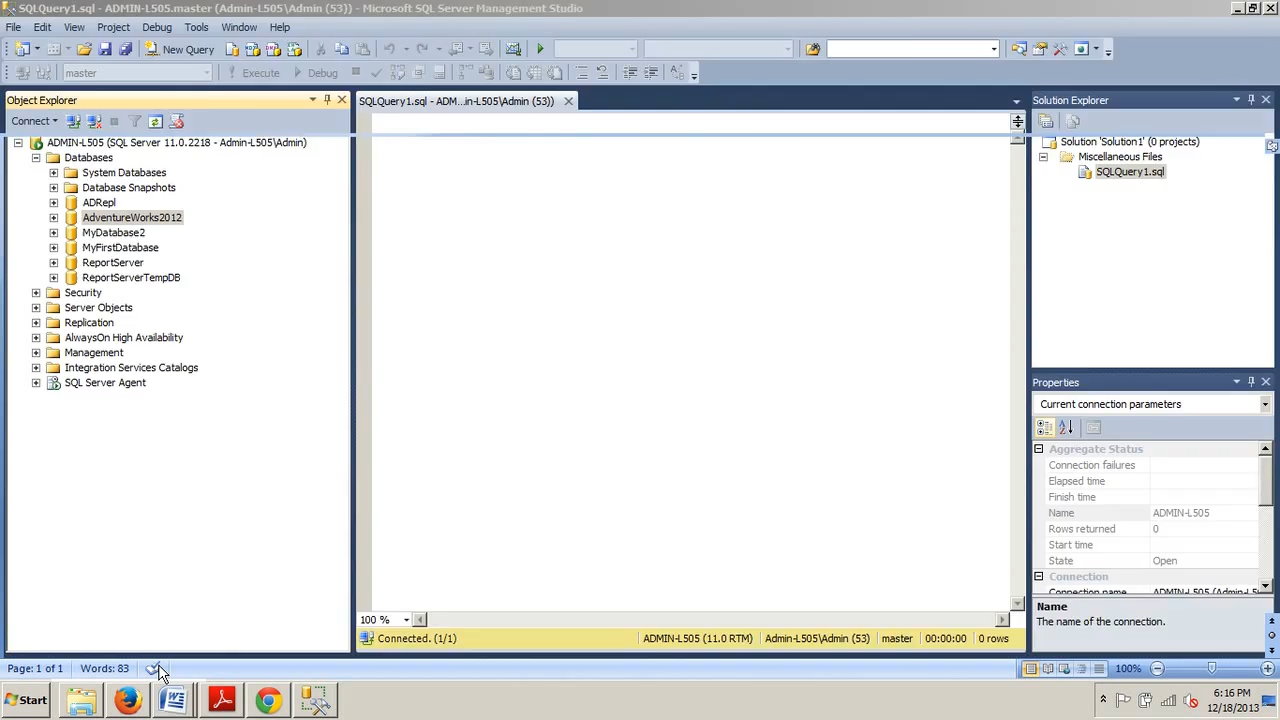 SQLQuery1.sql - ADMIN-L505.master (Admin-L505\Admin (53)) - Microsoft SQL Server Management Studio
File Edit View Project Debug Tools Window Help
New Query
master Execute Debug
Object Explorer
Connect
ADMIN-L505 (SQL Server 11.0.2218 - Admin-L505\Admin)
Databases
System Databases
Database Snapshots
ADRepl
AdventureWorks2012
MyDatabase2
MyFirstDatabase
ReportServer
ReportServerTempDB
Security
Server Objects
Replication
AlwaysOn High Availability
Management
Integration Services Catalogs
SQL Server Agent
SQLQuery1.sql - ADM...in-L505\Admin (53))
100 %
Connected. (1/1) ADMIN-L505 (11.0 RTM) Admin-L505\Admin (53) master 00:00:00 0 rows
Solution Explorer
Solution 'Solution1' (0 projects)
Miscellaneous Files
SQLQuery1.sql
Properties
Current connection parameters
Aggregate Status
Connection failures
Elapsed time
Finish time
Name ADMIN-L505
Rows returned 0
Start time
State Open
Connection
Connection name ADMIN-L505 (Admin-L5
Name
The name of the connection.
Page: 1 of 1 Words: 83 100%
Start 6:16 PM
12/18/2013